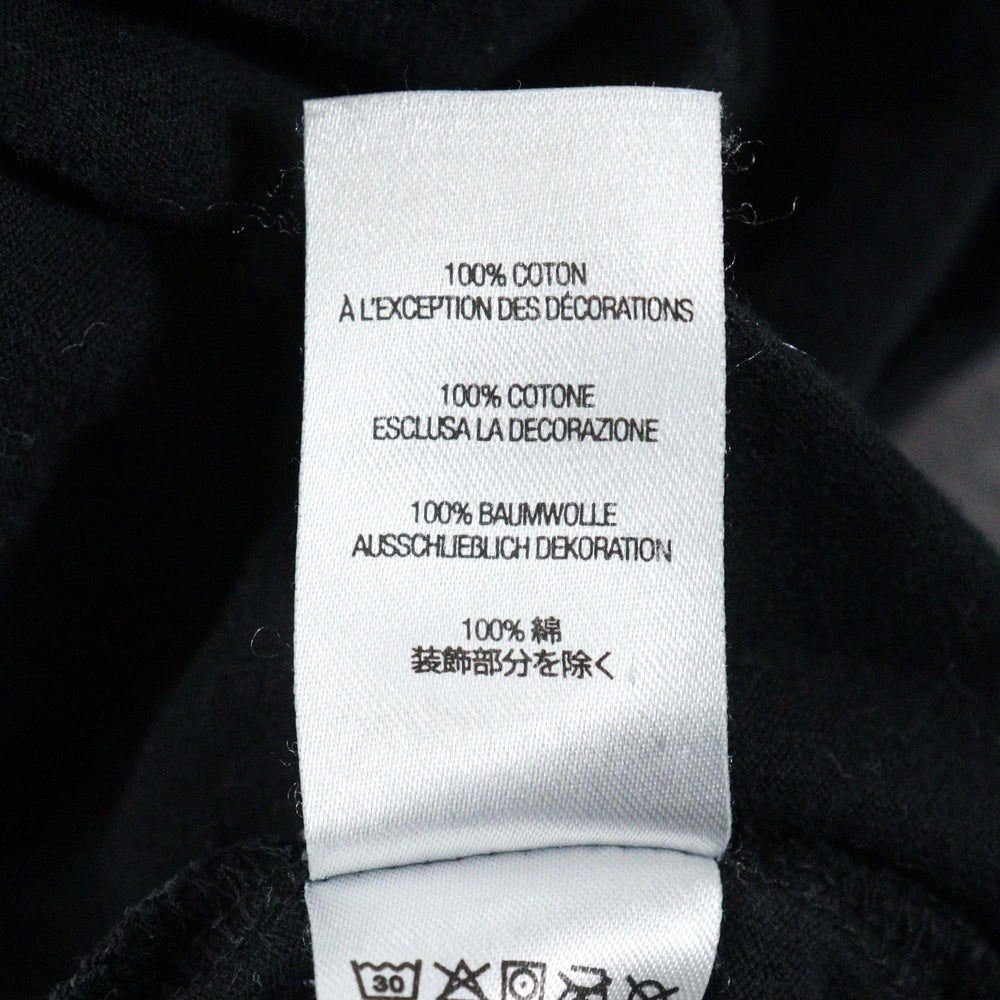 100% COTON
À L'EXCEPTION DES DÉCORATIONS
100% COTONE
ESCLUSA LA DECORAZIONE
100% BAUMWOLLE
AUSSCHLIEBLICH DEKORATION
100% 綿
装飾部分を除く
30